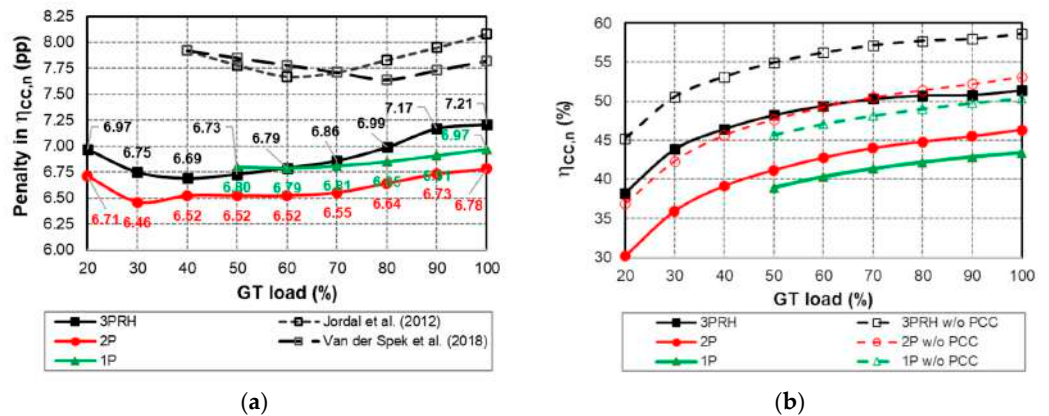 (a)
Penalty in ηcc,n (pp)
8.25
8.00
7.75
7.50
7.25
7.00
6.75
6.50
6.25
6.00
6.97
6.75
6.69
6.73
6.79
6.86
6.99
7.17
7.21
6.80
6.79
6.81
6.97
6.71
6.46
6.52
6.52
6.52
6.55
6.64
6.73
6.78
20 30 40 50 60 70 80 90 100
GT load (%)
3PRH
2P
1P
Jordal et al. (2012)
Van der Spek et al. (2018)
(a)
(b)
ηcc,n (%)
60
55
50
45
40
35
30
20 30 40 50 60 70 80 90 100
GT load (%)
3PRH
2P
1P
3PRH w/o PCC
2P w/o PCC
1P w/o PCC
(b)